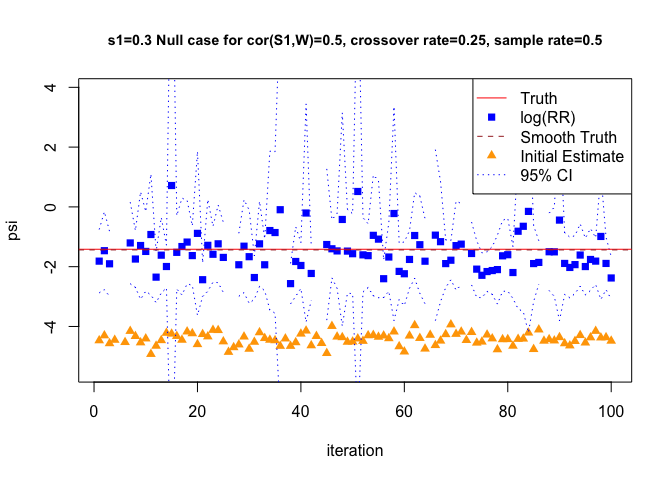 s1=0.3 Null case for cor(S1,W)=0.5, crossover rate=0.25, sample rate=0.5
Truth
log(RR)
Smooth Truth
Initial Estimate
95% CI
4
2
0
-2
-4
psi
0
20
40
60
80
100
iteration